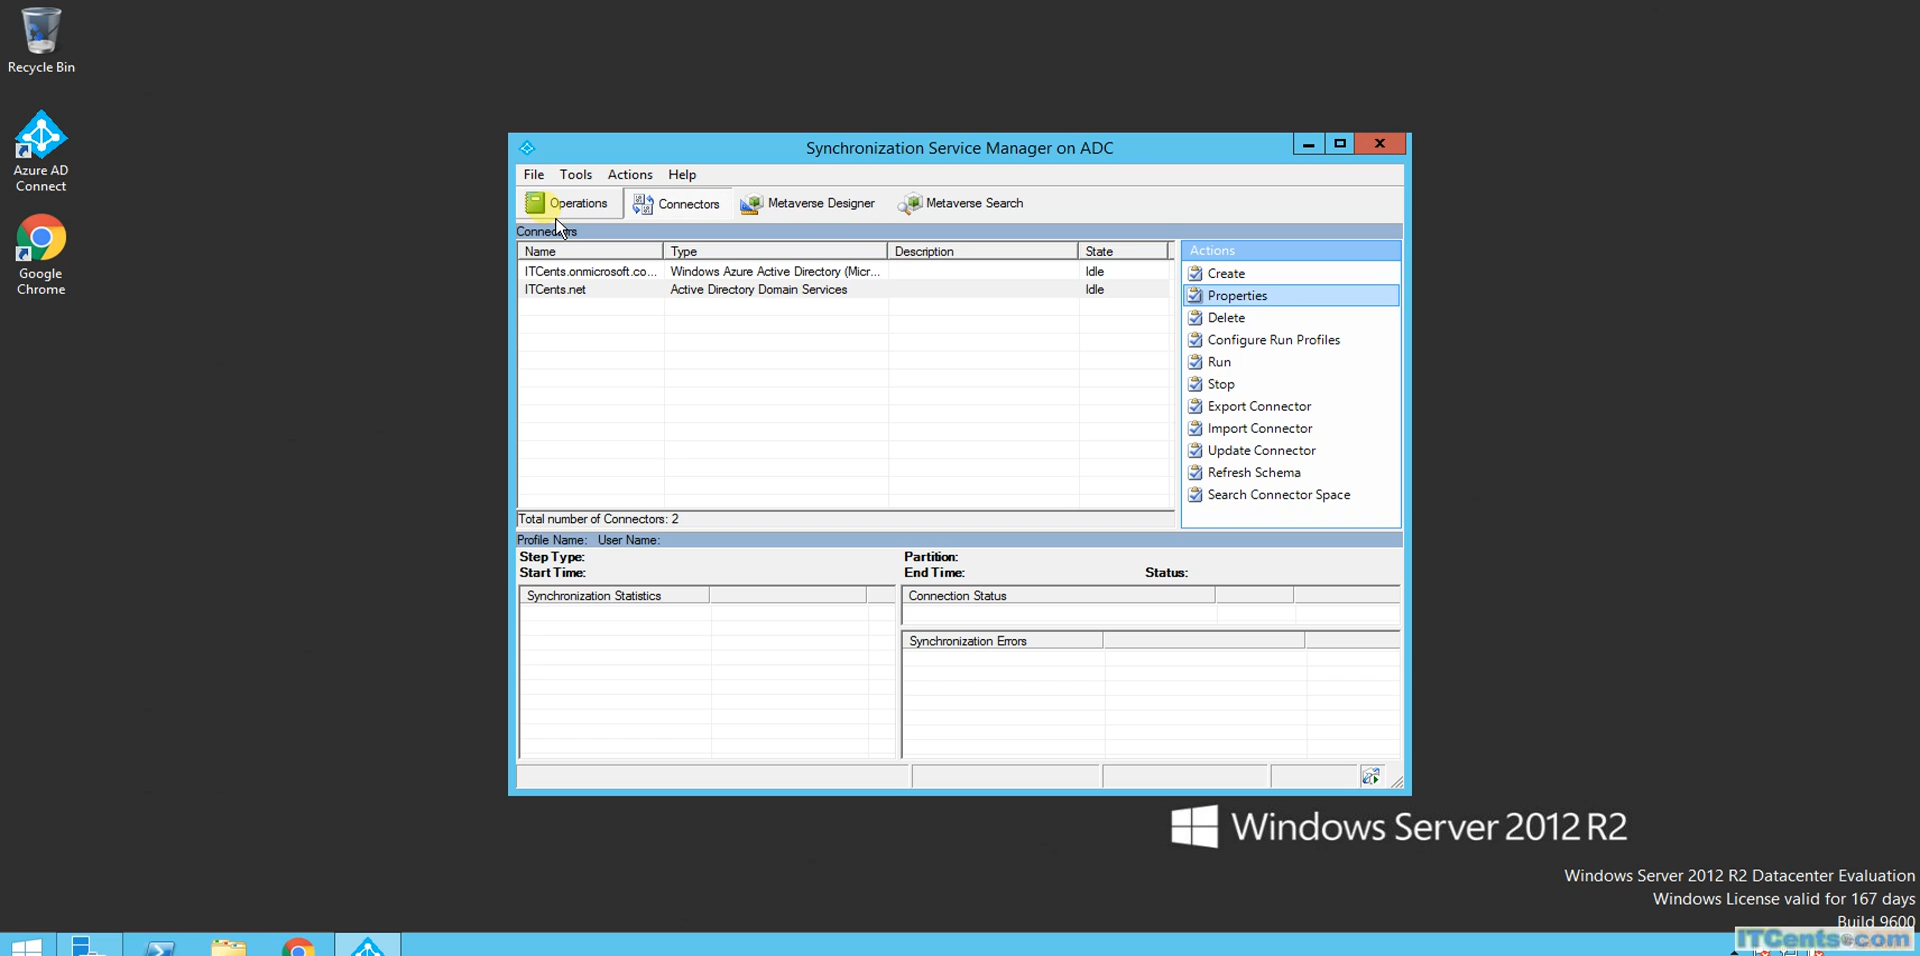 Recycle Bin
Azure AD
Connect
Google
Chrome
Synchronization Service Manager on ADC
File Tools Actions Help
Operations Connectors Metaverse Designer Metaverse Search
Connectors
Name Type Description State
ITCents.onmicrosoft.co... Windows Azure Active Directory (Micr... Idle
ITCents.net Active Directory Domain Services Idle
Total number of Connectors: 2
Actions
Create
Properties
Delete
Configure Run Profiles
Run
Stop
Export Connector
Import Connector
Update Connector
Refresh Schema
Search Connector Space
Profile Name: User Name:
Step Type: Partition:
Start Time: End Time: Status:
Synchronization Statistics
Connection Status
Synchronization Errors
Windows Server 2012 R2
Windows Server 2012 R2 Datacenter Evaluation
Windows License valid for 167 days
Build 9600
ITCents.com